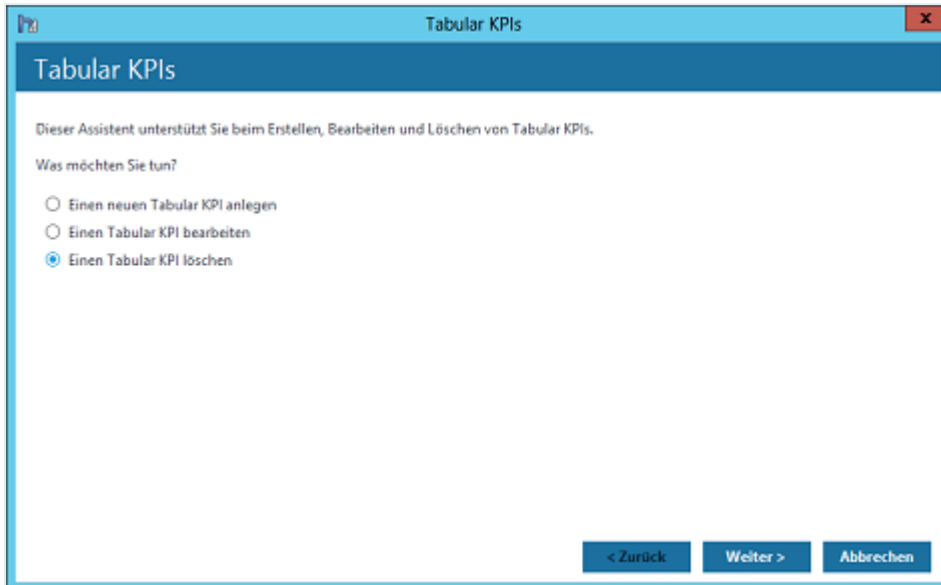 Tabular KPIs
x
Tabular KPIs
Dieser Assistent unterstützt Sie beim Erstellen, Bearbeiten und Löschen von Tabular KPIs.
Was möchten Sie tun?
Einen neuen Tabular KPI anlegen
Einen Tabular KPI bearbeiten
Einen Tabular KPI löschen
< Zurück Weiter > Abbrechen